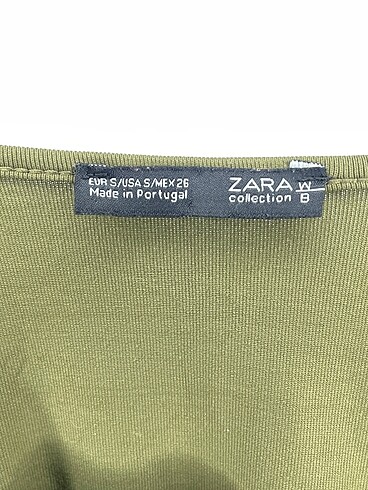 EUR S/USA S/MEX 26
Made in Portugal
ZARA W
collection B